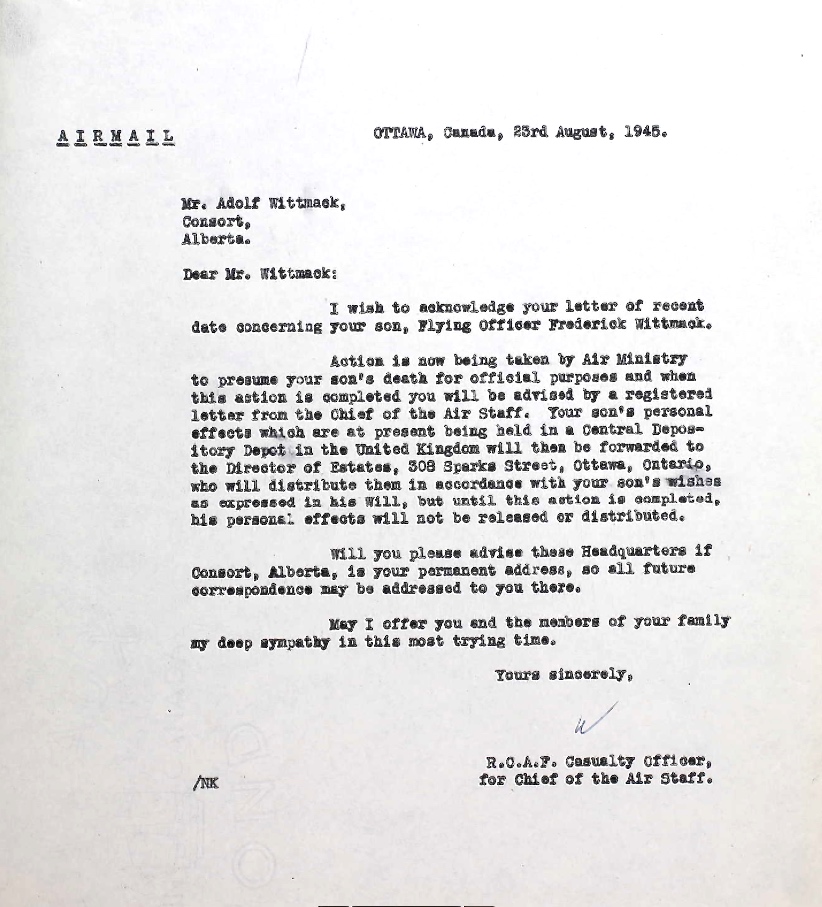 AIRMAIL
OTTAWA, Canada, 23rd August, 1945.
Mr. Adolf Wittmack,
Consort,
Alberta.
Dear Mr. Wittmack:
I wish to acknowledge your letter of recent
date concerning your son, Flying Officer Frederick Wittmack.
Action is now being taken by Air Ministry
to presume your son's death for official purposes and when
this action is completed you will be advised by a registered
letter from the Chief of the Air Staff. Your son's personal
effects which are at present being held in a Central Depos-
itory Depot in the United Kingdom will then be forwarded to
the Director of Estates, 308 Sparks Street, Ottawa, Ontario,
who will distribute them in accordance with your son's wishes
as expressed in his Will, but until this action is completed,
his personal effects will not be released or distributed.
Will you please advise these Headquarters if
Consort, Alberta, is your permanent address, so all future
correspondence may be addressed to you there.
May I offer you and the members of your family
my deep sympathy in this most trying time.
Yours sincerely,
R.C.A.F. Casualty Officer,
/NK
for Chief of the Air Staff.